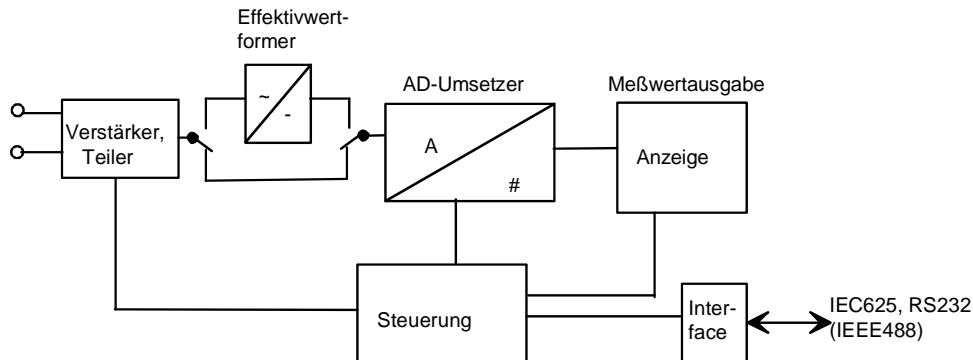 Effektivwert-
former
AD-Umsetzer
Meßwertausgabe
~
-
Verstärker,
Teiler
A
#
Anzeige
Steuerung
Inter-
face
IEC625, RS232
(IEEE488)